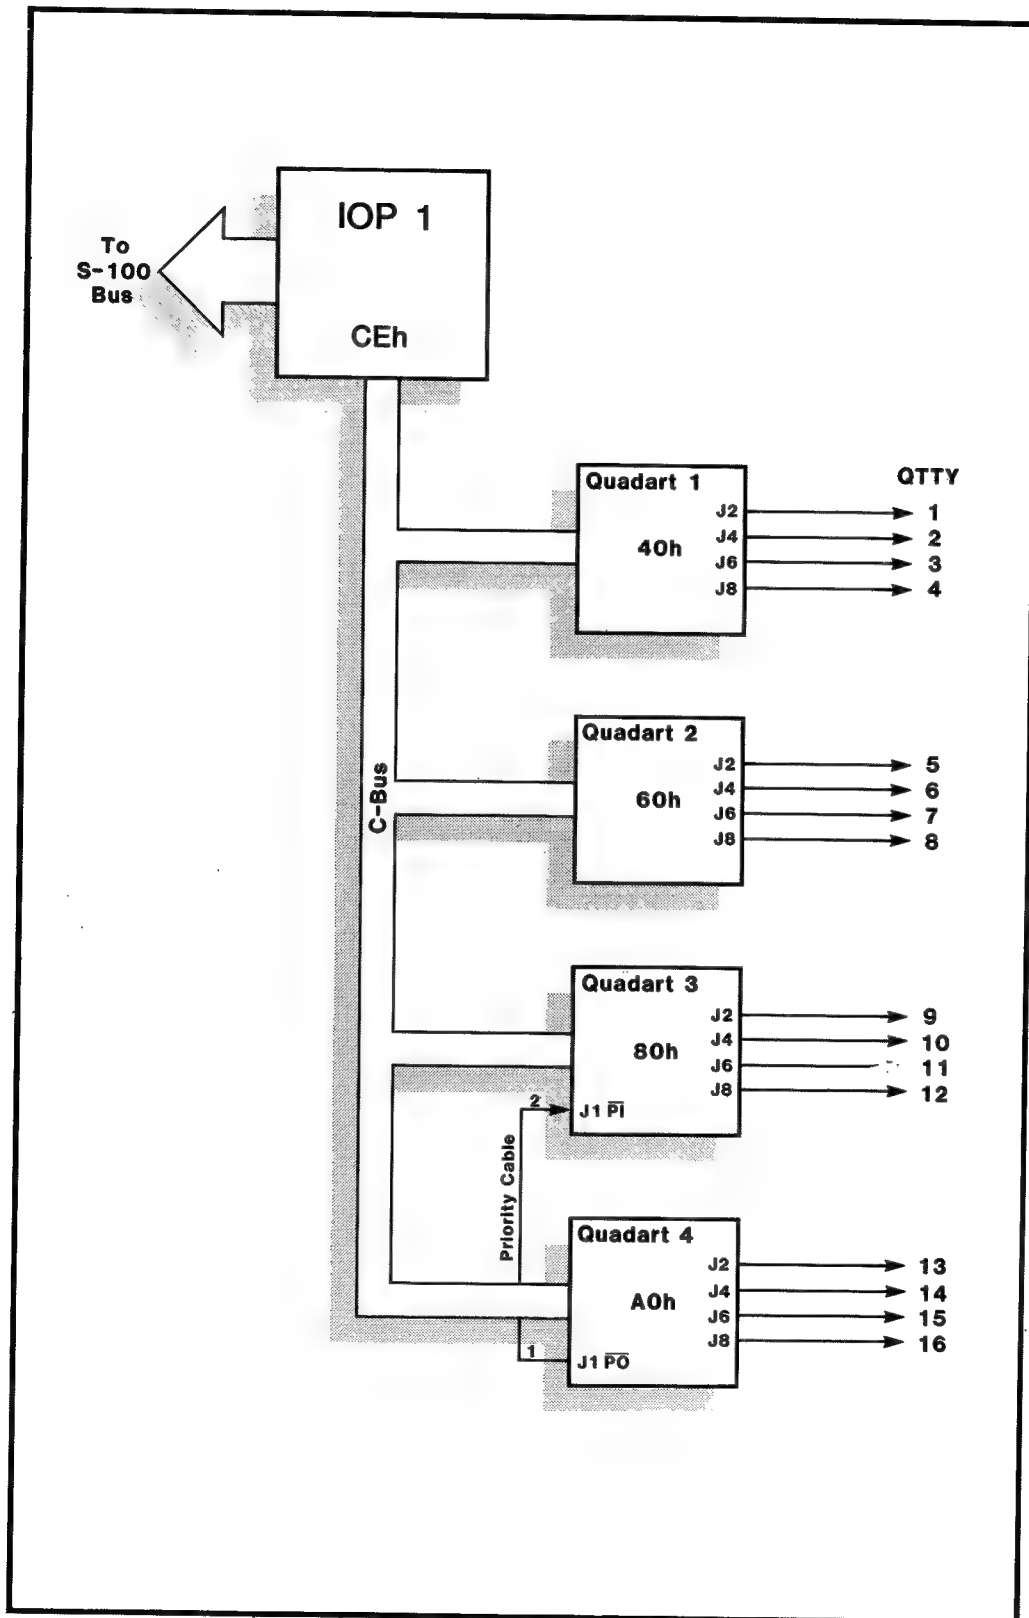 IOP 1
To
S-100
Bus
CEh
Quadart 1
QTTY
J2
1
J4
2
40h
J6
3
J8
4
Quadart 2
J2
5
J4
6
60h
J6
7
J8
8
C-Bus
Quadart 3
J2
9
J4
10
80h
J6
11
J8
12
2
J1 P̅I̅
Priority Cable
Quadart 4
J2
13
J4
14
A0h
J6
15
J8
16
1
J1 P̅O̅